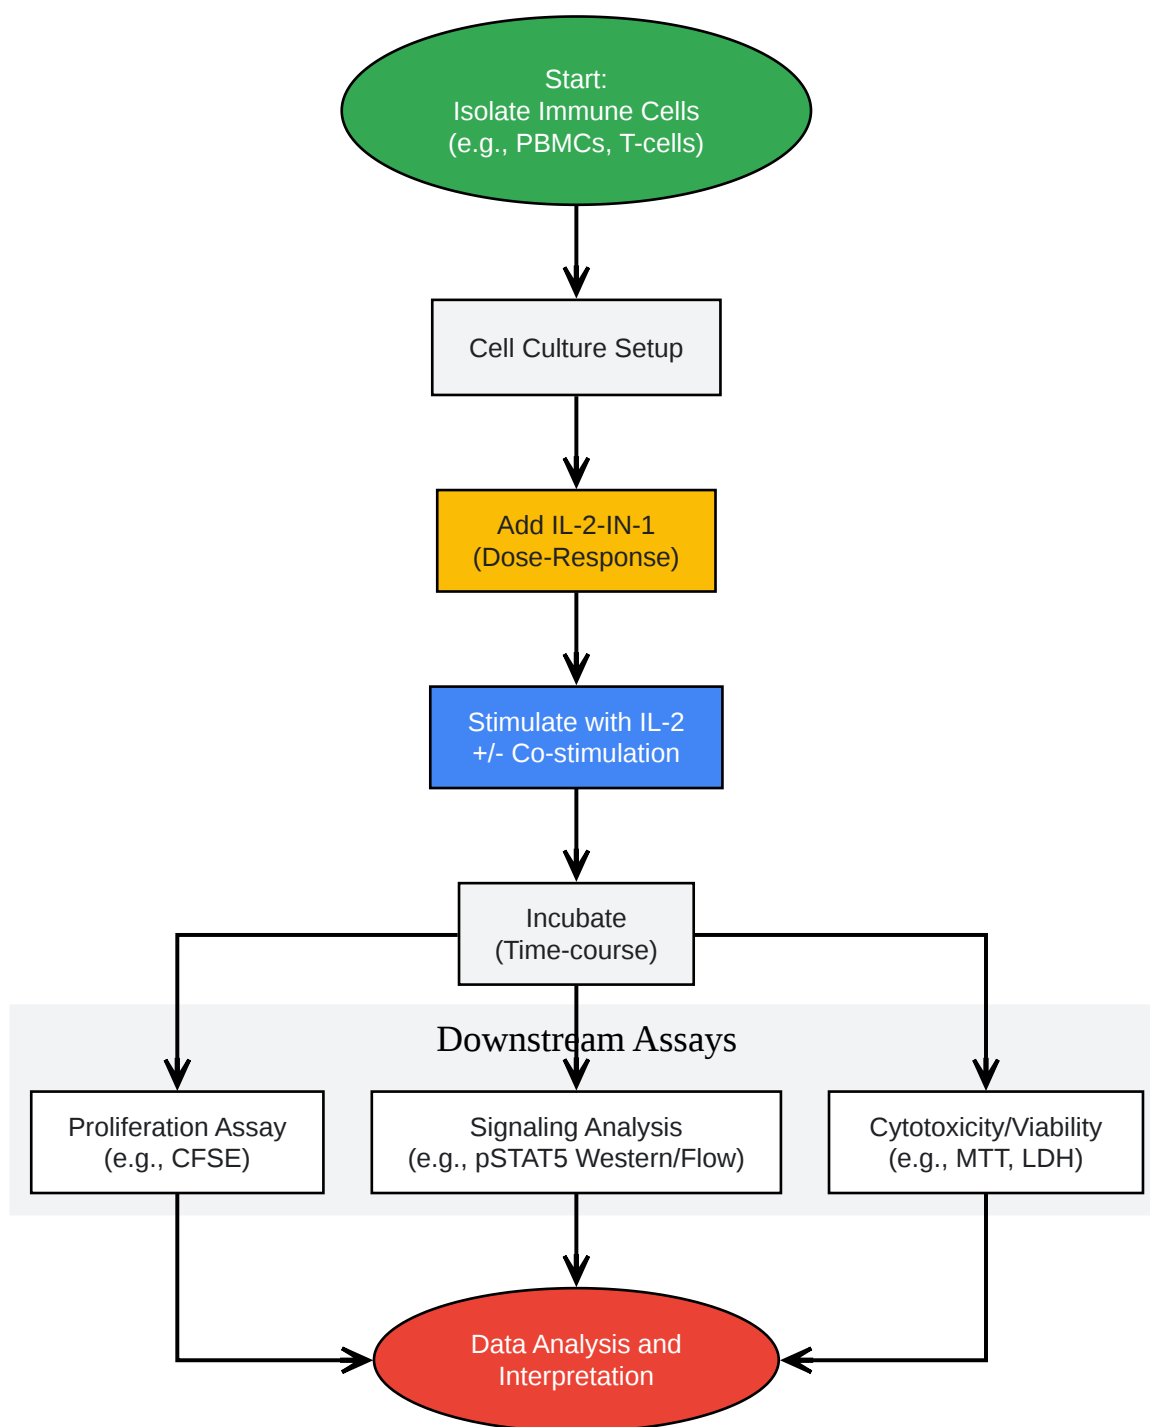 Start:
Isolate Immune Cells
(e.g., PBMCs, T-cells)
Cell Culture Setup
Add IL-2-IN-1
(Dose-Response)
Stimulate with IL-2
+/- Co-stimulation
Incubate
(Time-course)
Downstream Assays
Proliferation Assay
(e.g., CFSE)
Signaling Analysis
(e.g., pSTAT5 Western/Flow)
Cytotoxicity/Viability
(e.g., MTT, LDH)
Data Analysis and
Interpretation